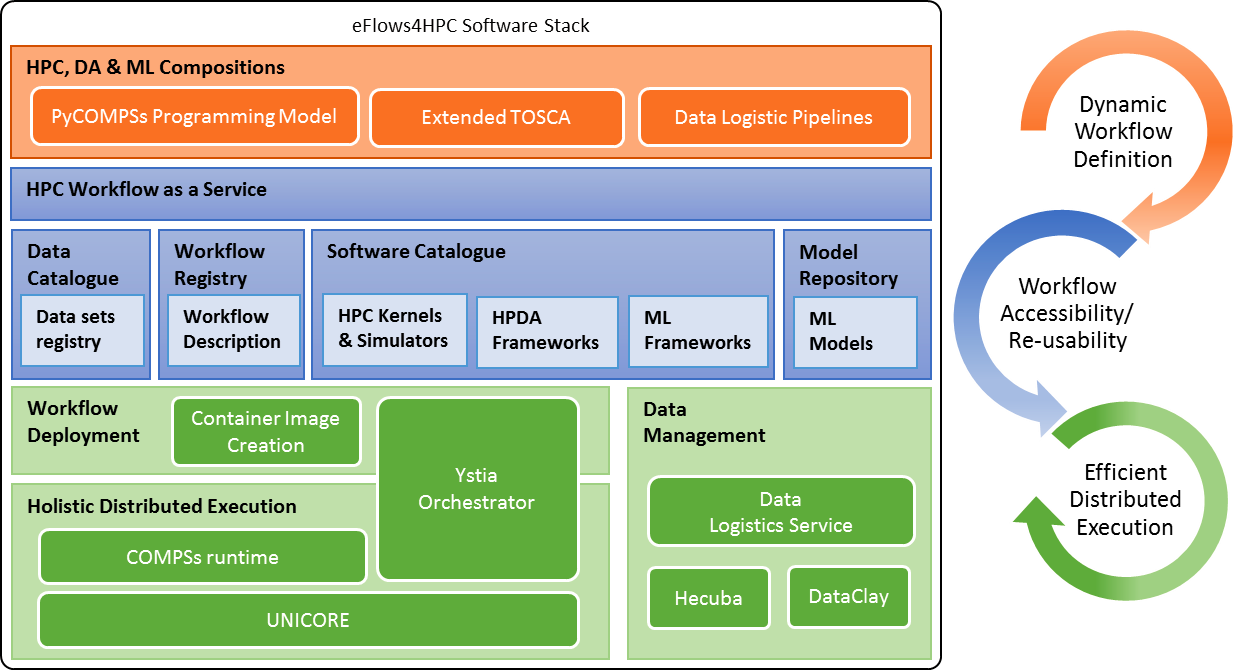 eFlows4HPC Software Stack
HPC, DA & ML Compositions
PyCOMPSs Programming Model
Extended TOSCA
Data Logistic Pipelines
HPC Workflow as a Service
Data
Catalogue
Data sets
registry
Workflow
Registry
Workflow
Description
Software Catalogue
HPC Kernels
& Simulators
HPDA
Frameworks
ML
Frameworks
Model
Repository
ML
Models
Workflow
Deployment
Container Image
Creation
Ystia
Orchestrator
Holistic Distributed Execution
COMPSs runtime
UNICORE
Data
Management
Data
Logistics Service
Hecuba
DataClay
Dynamic
Workflow
Definition
Workflow
Accessibility/
Re-usability
Efficient
Distributed
Execution